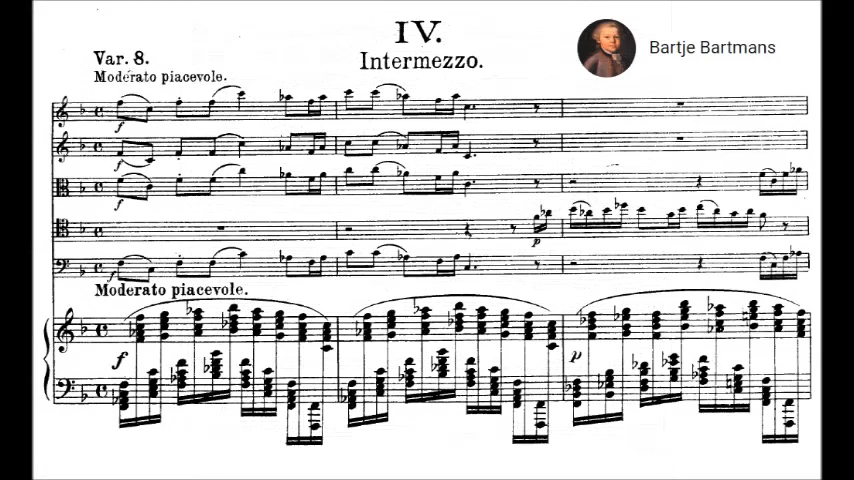 IV.
Intermezzo.
Bartje Bartmans
Var. 8.
Moderato piacevole.
f
f
f
p
f
Moderato piacevole.
f
p